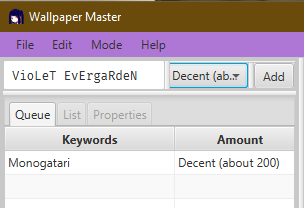 Wallpaper Master
File Edit Mode Help
VioLeT EvErgaRdeN Decent (ab... Add
Queue List Properties
Keywords Amount
Monogatari Decent (about 200)